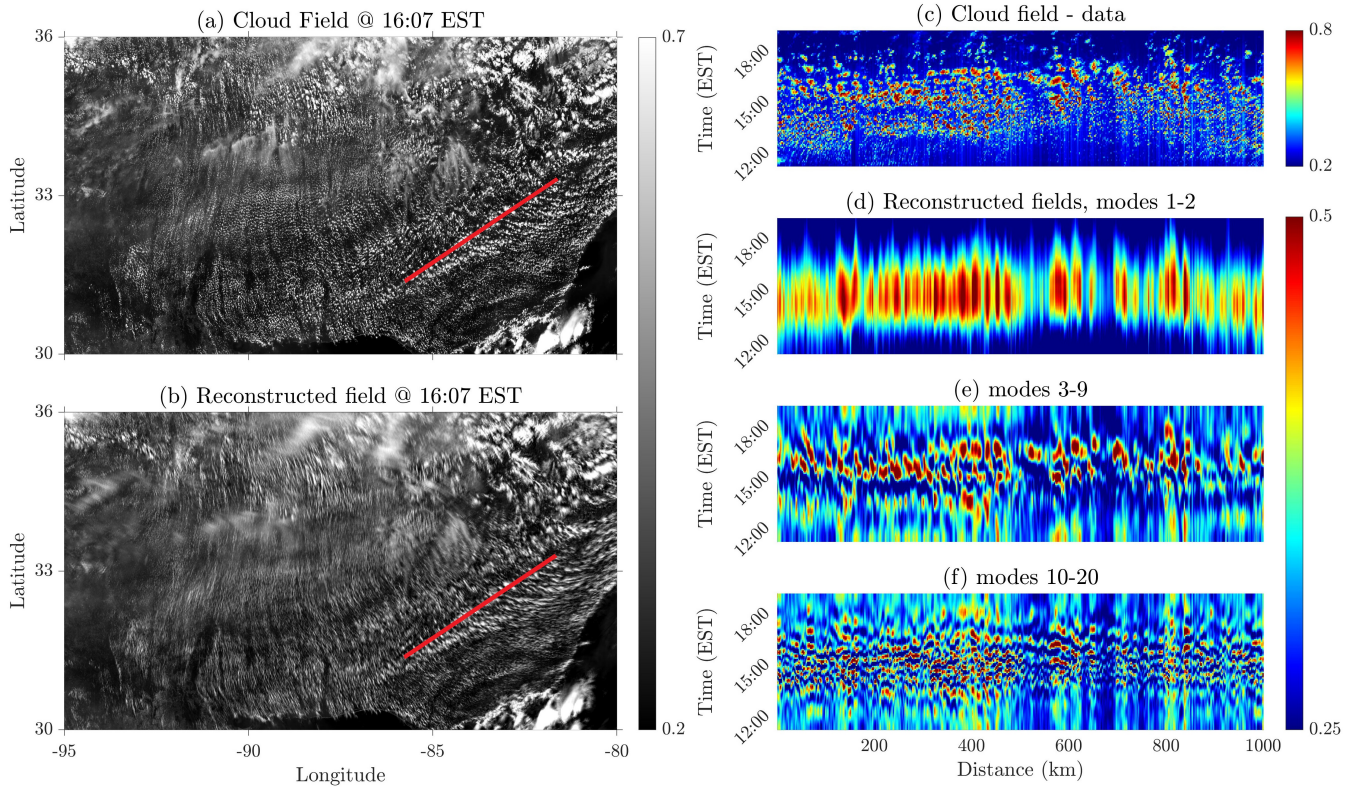 (a) Cloud Field @ 16:07 EST
36
33
30
Latitude
0.7
0.2
(b) Reconstructed field @ 16:07 EST
36
33
30
Latitude
-95
-90
-85
-80
Longitude
(c) Cloud field - data
18:00
15:00
12:00
Time (EST)
0.8
0.2
(d) Reconstructed fields, modes 1-2
18:00
15:00
12:00
Time (EST)
0.5
0.25
(e) modes 3-9
18:00
15:00
12:00
Time (EST)
(f) modes 10-20
18:00
15:00
12:00
Time (EST)
200
400
600
800
1000
Distance (km)